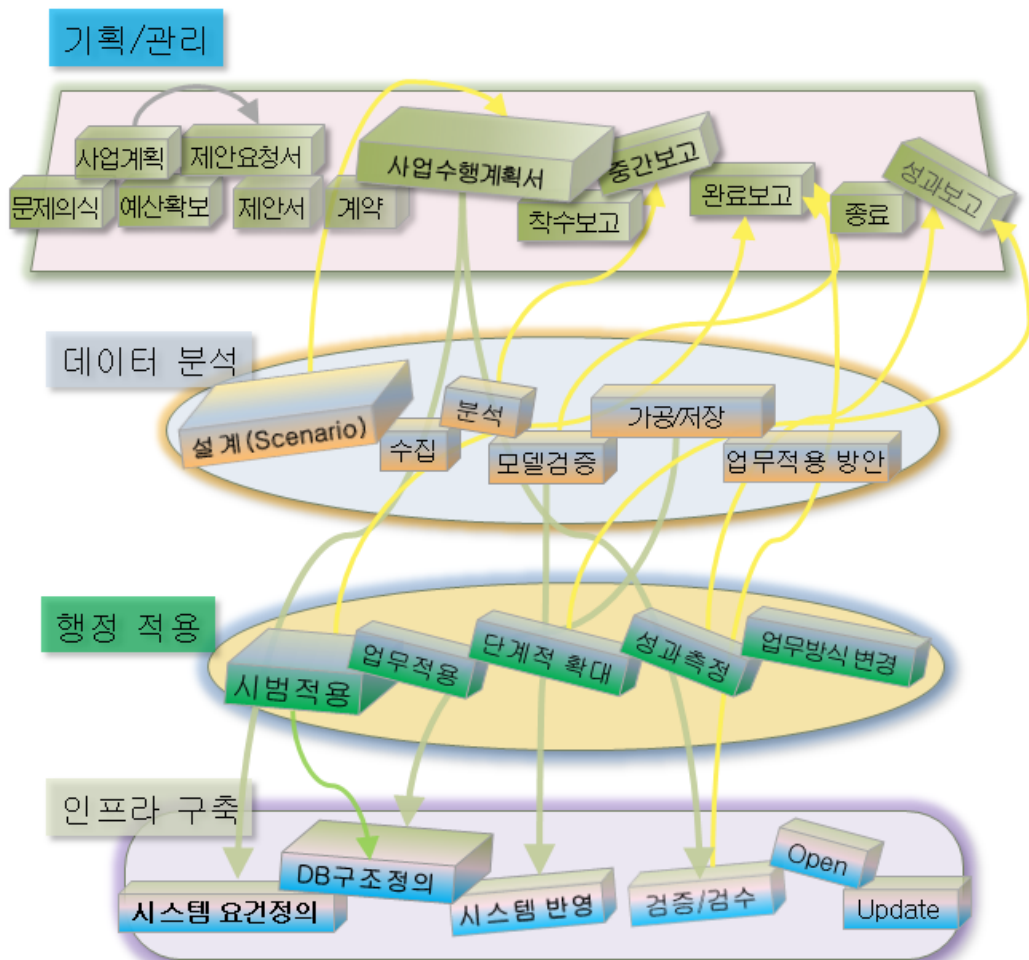 기획/관리
사업계획
제안요청서
사업수행계획서
중간보고
완료보고
성과보고
문제의식
예산확보
제안서
계약
착수보고
종료
데이터 분석
설계(Scenario)
수집
분석
모델검증
가공/저장
업무적용 방안
행정 적용
시범적용
업무적용
단계적 확대
성과측정
업무방식변경
인프라 구축
시스템 요건정의
DB구조정의
시스템 반영
검증/검수
Open
Update